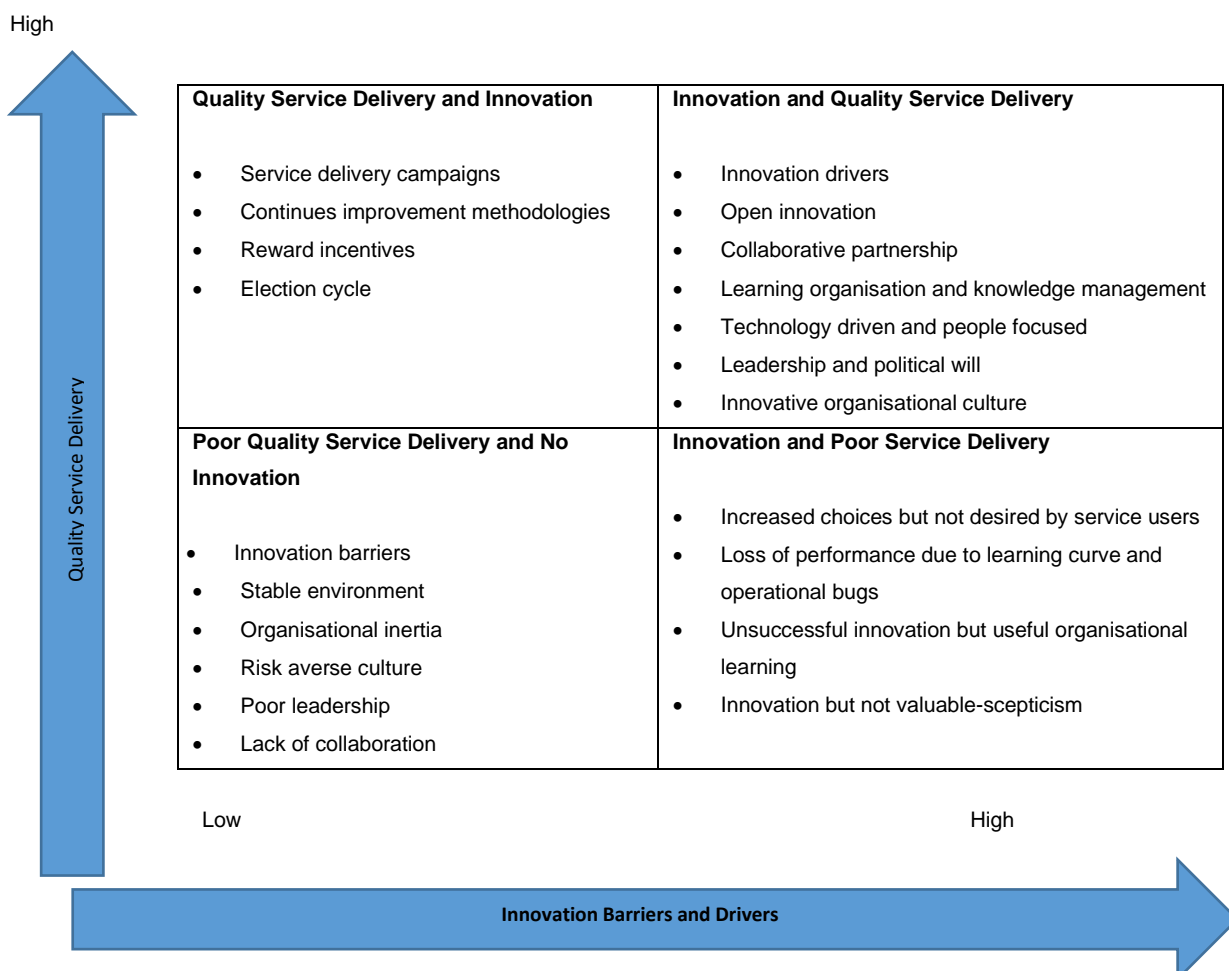 High
Quality Service Delivery and Innovation
• Service delivery campaigns
• Continues improvement methodologies
• Reward incentives
• Election cycle
Innovation and Quality Service Delivery
• Innovation drivers
• Open innovation
• Collaborative partnership
• Learning organisation and knowledge management
• Technology driven and people focused
• Leadership and political will
• Innovative organisational culture
Quality Service Delivery
Poor Quality Service Delivery and No
Innovation
• Innovation barriers
• Stable environment
• Organisational inertia
• Risk averse culture
• Poor leadership
• Lack of collaboration
Innovation and Poor Service Delivery
• Increased choices but not desired by service users
• Loss of performance due to learning curve and
operational bugs
• Unsuccessful innovation but useful organisational
learning
• Innovation but not valuable-scepticism
Low
High
Innovation Barriers and Drivers